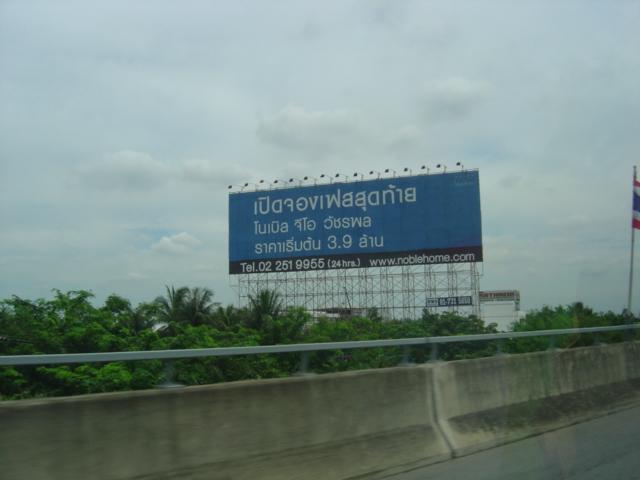 เปิดจองเฟสสุดท้าย
โนเบิล จีโอ วัชรพล
ราคาเริ่มต้น 3.9 ล้าน
Tel.02 251 9955 (24 hrs.) www.noblehome.com